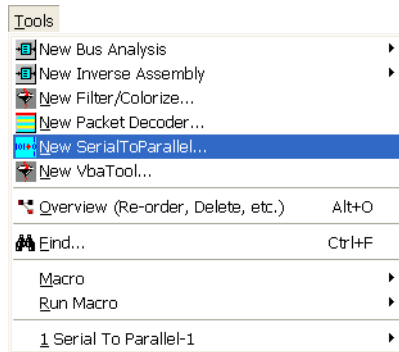 Tools
New Bus Analysis
New Inverse Assembly
New Filter/Colorize...
New Packet Decoder...
New SerialToParallel...
New VbaTool...
Overview (Re-order, Delete, etc.) Alt+O
Find... Ctrl+F
Macro
Run Macro
1 Serial To Parallel-1